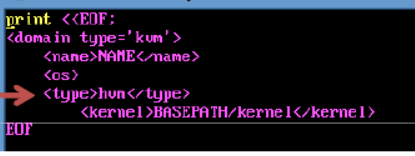 print <<EOF;
<domain type='kvm'>
<name>NAME</name>
<os>
<type>hvm</type>
<kernel>BASEPATH/kernel</kernel>
EOF